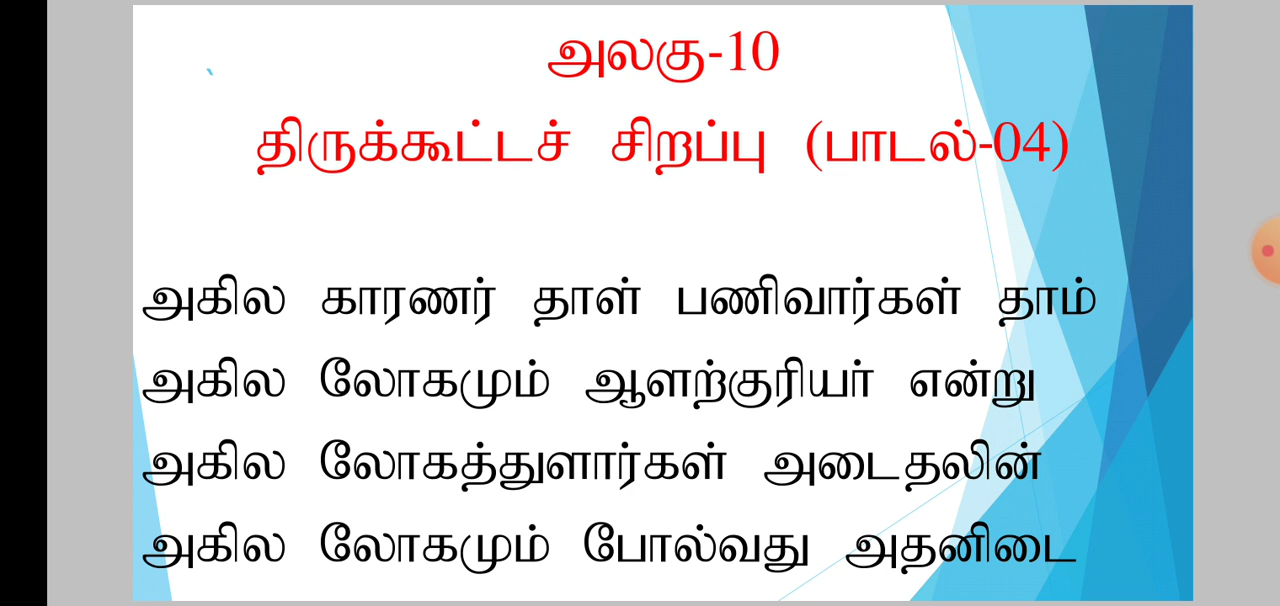 அலகு-10
திருக்கூட்டச் சிறப்பு (பாடல்-04)
அகில காரணர் தாள் பணிவார்கள் தாம்
அகில லோகமும் ஆளற்குரியர் என்று
அகில லோகத்துளார்கள் அடைதலின்
அகில லோகமும் போல்வது அதனிடை